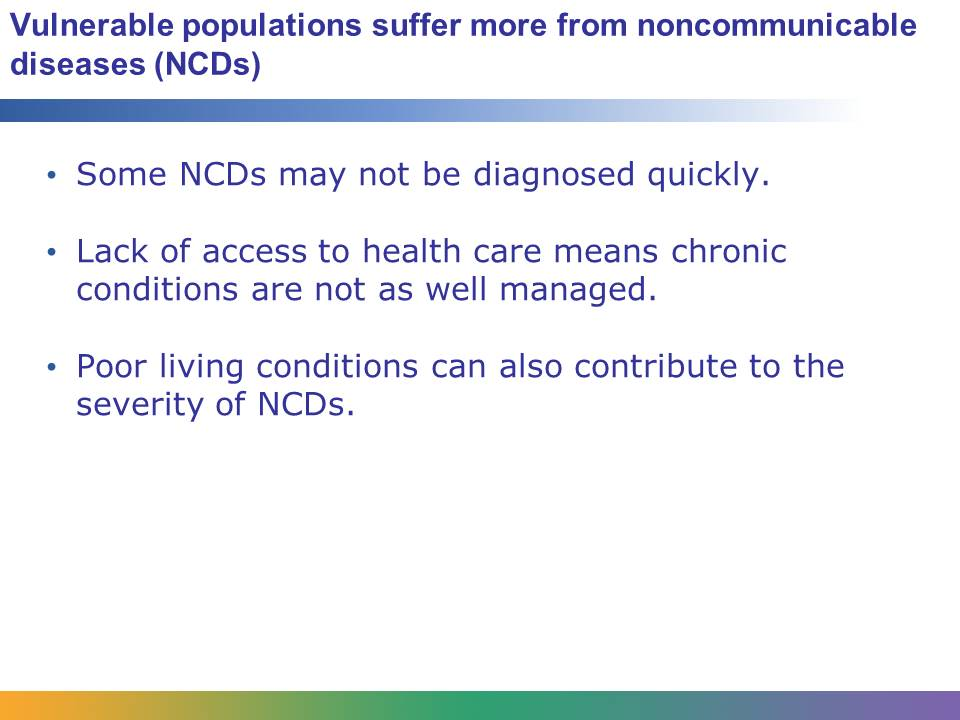 Vulnerable populations suffer more from noncommunicable
diseases (NCDs)
• Some NCDs may not be diagnosed quickly.
• Lack of access to health care means chronic
conditions are not as well managed.
• Poor living conditions can also contribute to the
severity of NCDs.